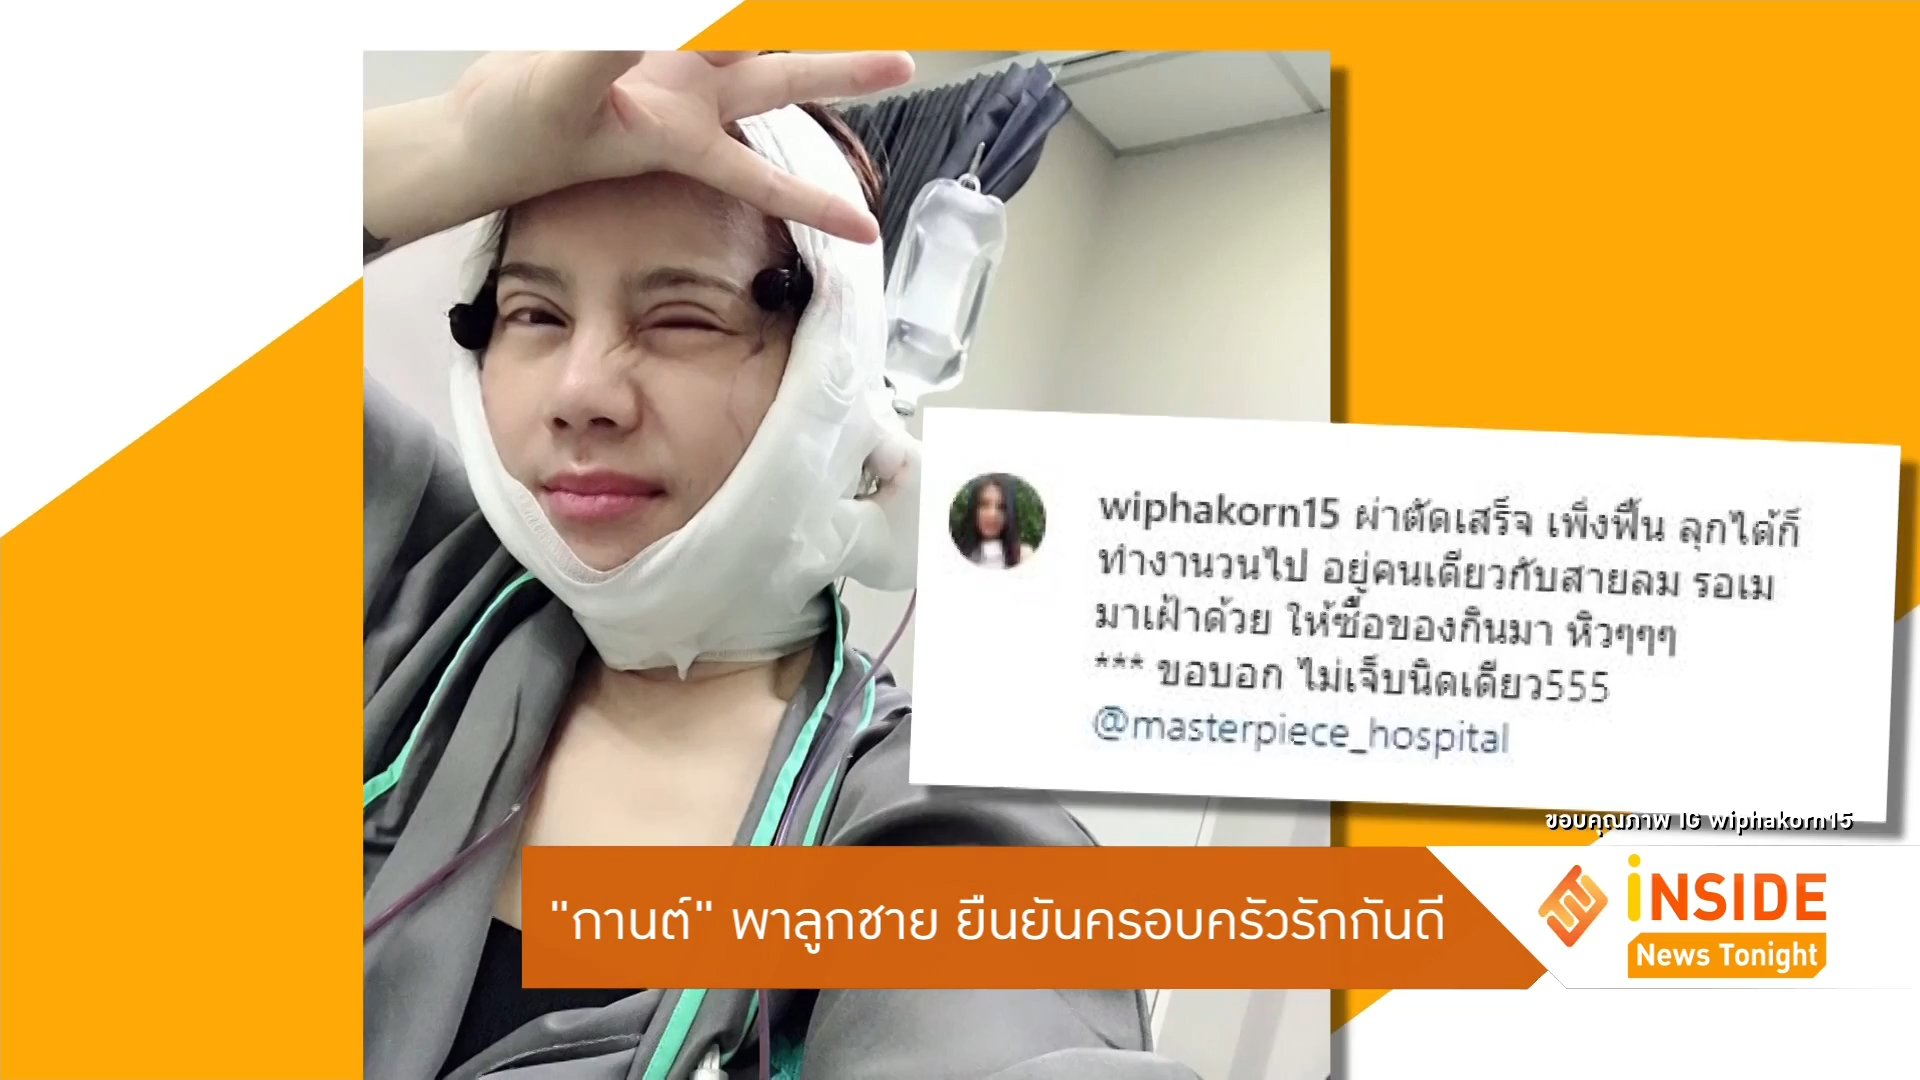 wiphakorn15 ผ่าตัดเสร็จ เพิ่งฟื้น ลุกได้ก็
ทำงานวนไป อยู่คนเดียวกับสายลม รอเม
มาเฝ้าด้วย ให้ซื้อของกินมา หิวๆๆๆ
*** ขอบอก ไม่เจ็บนิดเดียว555
@masterpiece_hospital
ขอบคุณภาพ IG wiphakorn15
"กานต์" พาลูกชาย ยืนยันครอบครัวรักกันดี
iNSIDE
News Tonight